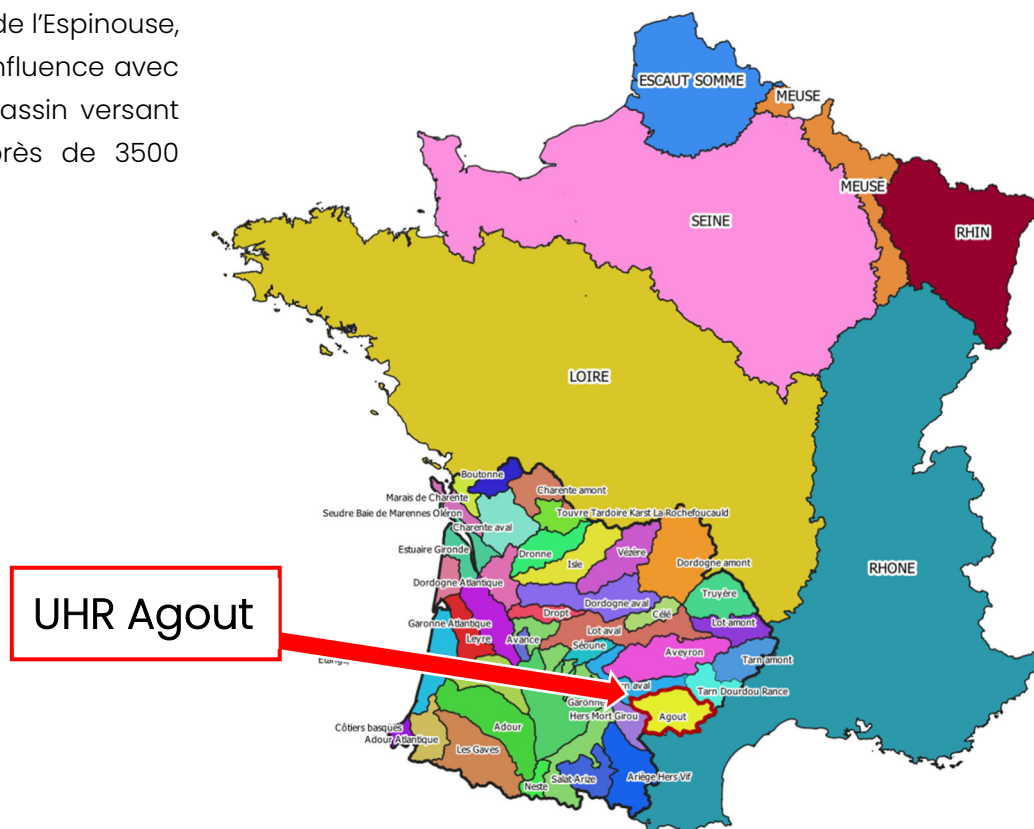 de l’Espinouse,
nfluence avec
assin versant
près de 3500
ESCAUT SOMME
MEUSE
MEUSE
SEINE
RHIN
LOIRE
RHONE
Boutonne
Charente amont
Marais de Charente
Seudre Baie de Marennes Oléron
Touvre Tardoire Karst La Rochefoucauld
Charente aval
Estuaire Gironde
Dronne
Isle
Vézère
Dordogne amont
Dordogne Atlantique
Truyère
Dordogne aval
Dropt
Célé
Lot amont
Garonne Atlantique
Leyre
Avance
Lot aval
Séoune
Aveyron
Tarn amont
UHR Agout
rn aval
Tarn Dourdou Rance
Garonne
Hers Mort Girou
Agout
Côtiers basques
Adour Atlantique
Adour
Les Gaves
Neste
Salat Arize
Ariège Hers Vif